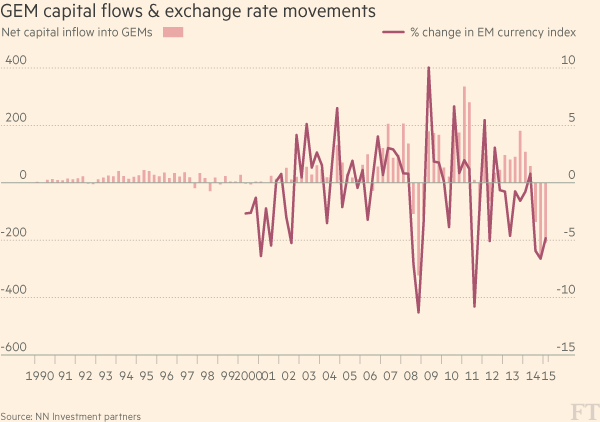 GEM capital flows & exchange rate movements
Net capital inflow into GEMs % change in EM currency index
400 10
200 5
0 0
-200 -5
-400 -10
-600 -15
1990 91 92 93 94 95 96 97 98 99 2000 01 02 03 04 05 06 07 08 09 10 11 12 13 14 15
Source: NN Investment partners
FT